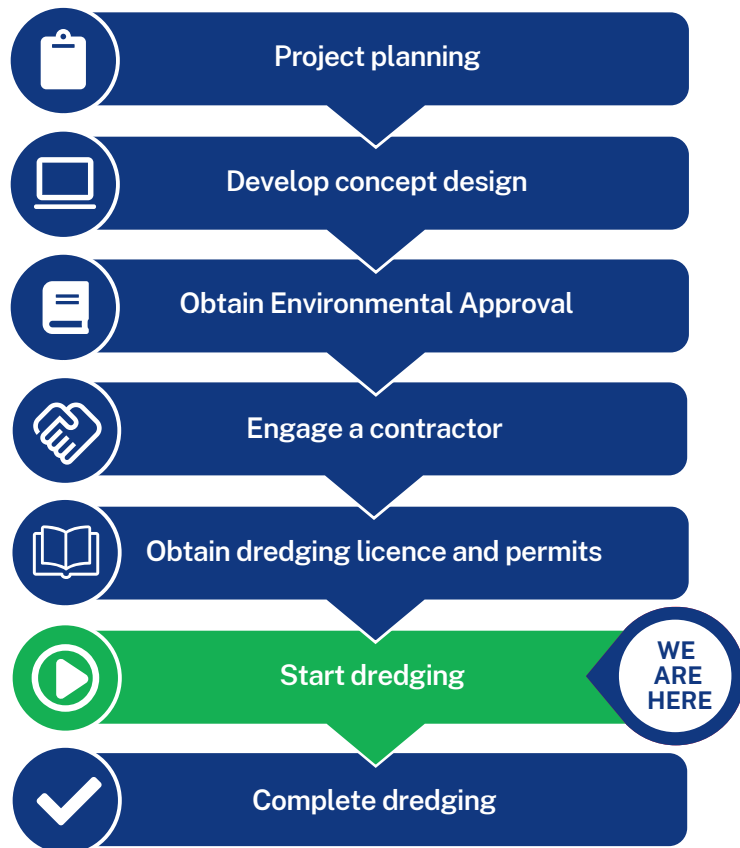 Project planning
Develop concept design
Obtain Environmental Approval
Engage a contractor
Obtain dredging licence and permits
Start dredging
WE
ARE
HERE
Complete dredging